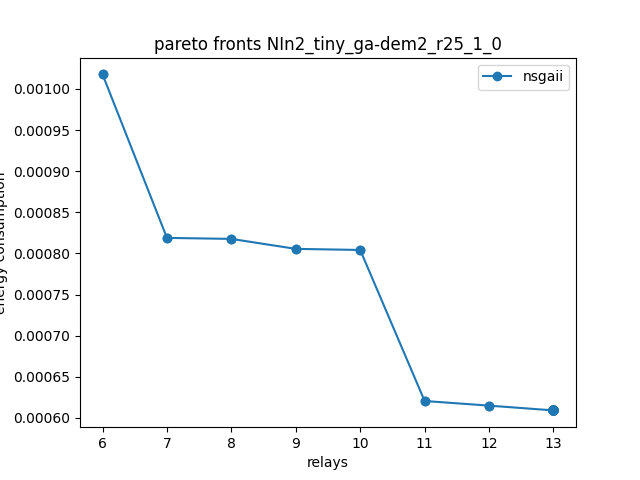 pareto fronts NIn2_tiny_ga-dem2_r25_1_0
nsgaii
0.00100
0.00095
0.00090
0.00085
0.00080
0.00075
0.00070
0.00065
0.00060
energy consumption
6 7 8 9 10 11 12 13
relays